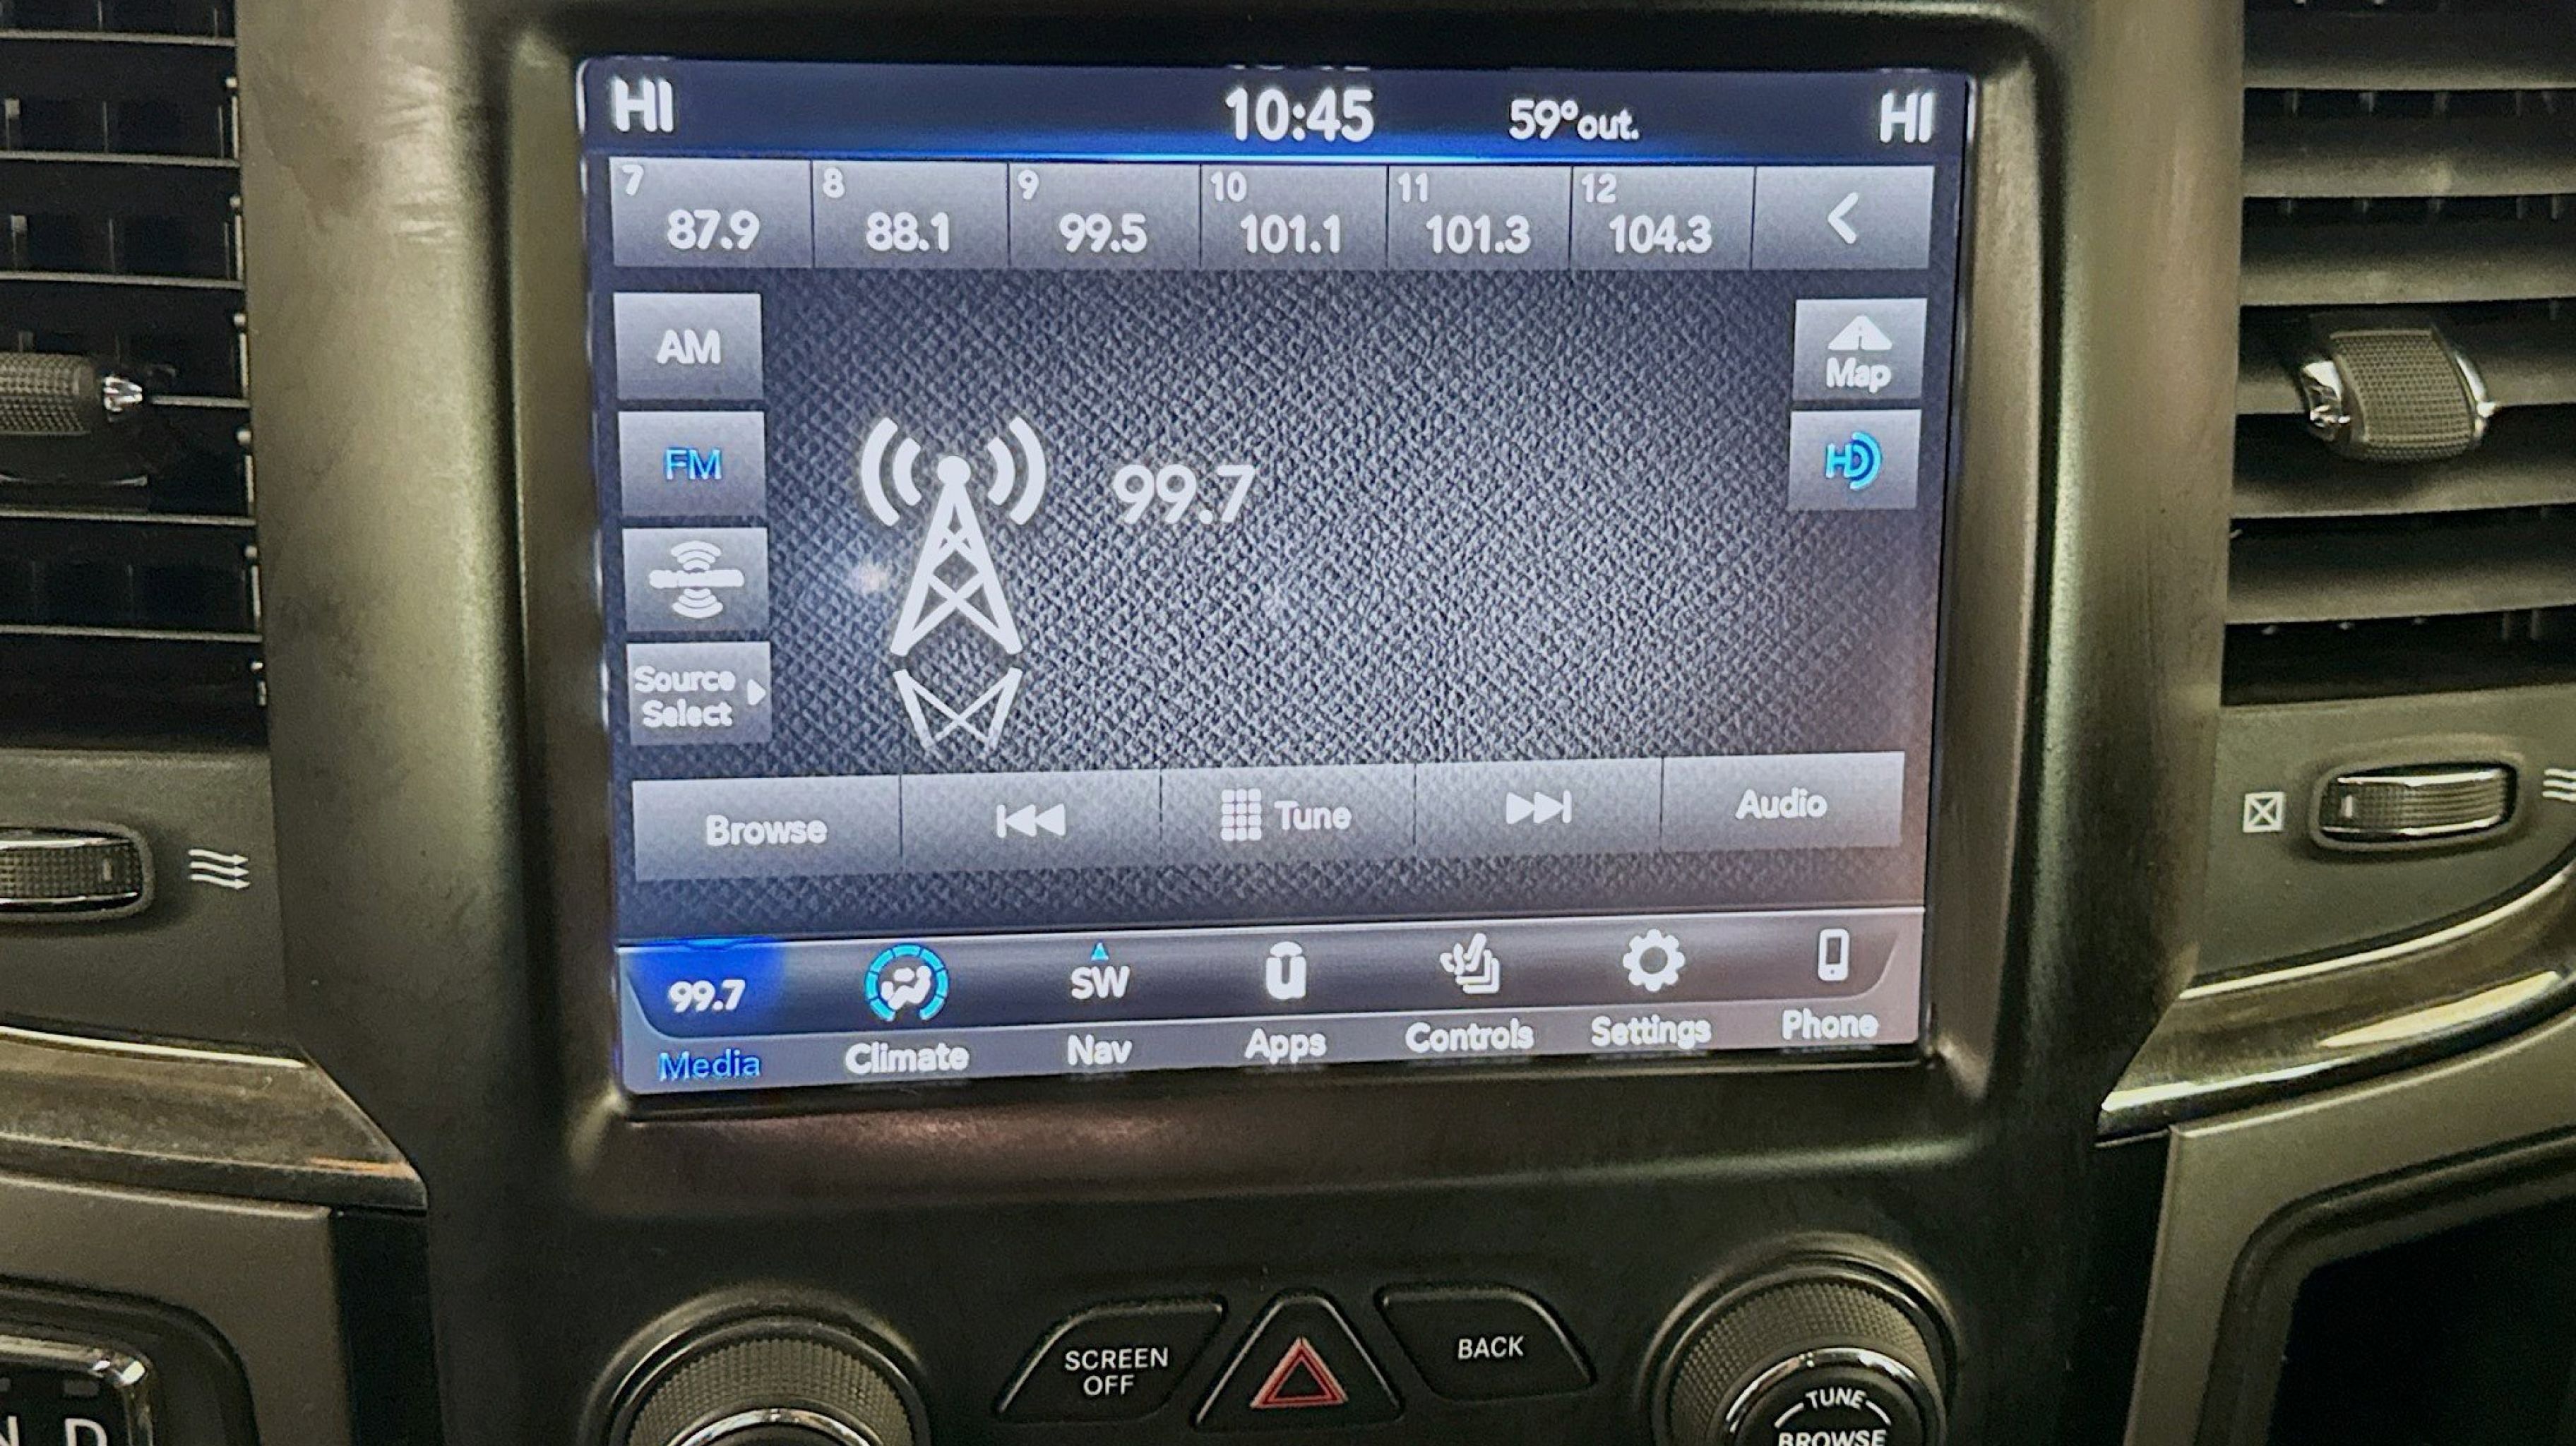 HI 10:45 59°out. HI
7 8 9 10 11 12
87.9 88.1 99.5 101.1 101.3 104.3
AM
Map
FM
HD
99.7
Source
Select
Browse Tune Audio
99.7 SW
Media Climate Nav Apps Controls Settings Phone
SCREEN
OFF
BACK
TUNE
BROWSE
N D